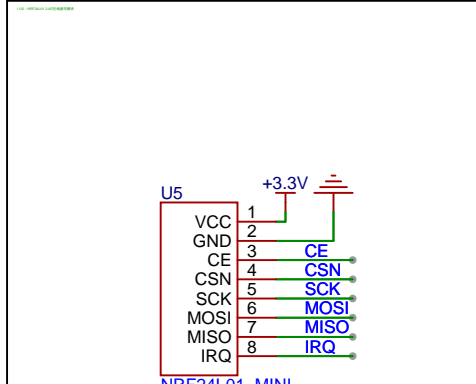 U5
+3.3V
VCC 1
GND 2
CE 3 CE
CSN 4 CSN
SCK 5 SCK
MOSI 6 MOSI
MISO 7 MISO
IRQ 8 IRQ
NRF24L01_MINI